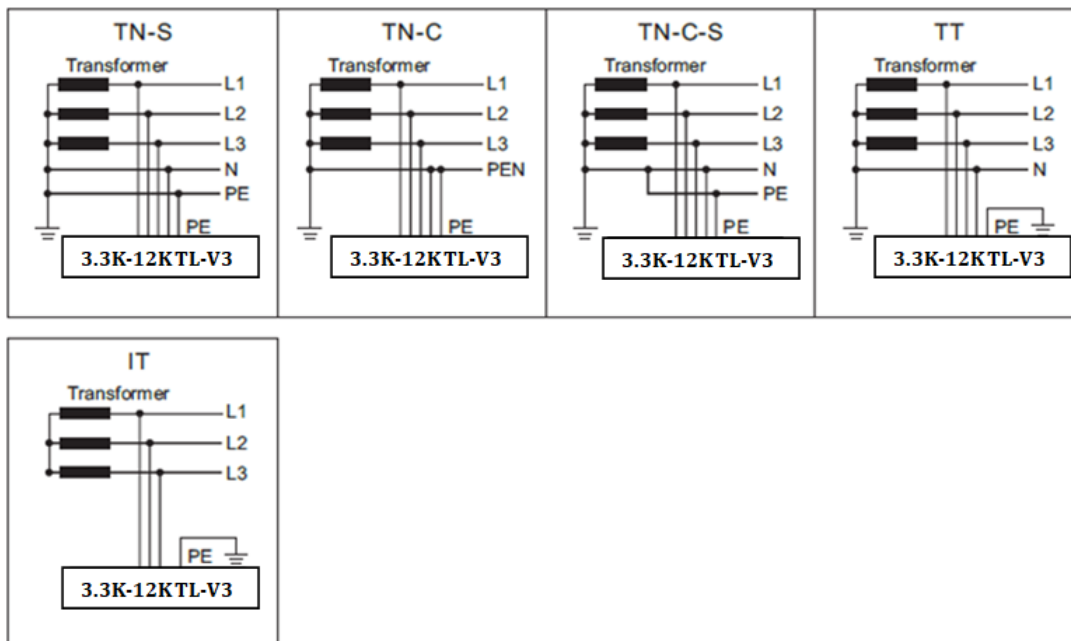 TN-S
Transformer
L1
L2
L3
N
PE
PE
3.3K-12KTL-V3
TN-C
Transformer
L1
L2
L3
PEN
PE
3.3K-12KTL-V3
TN-C-S
Transformer
L1
L2
L3
N
PE
PE
3.3K-12KTL-V3
TT
Transformer
L1
L2
L3
N
PE
3.3K-12KTL-V3
IT
Transformer
L1
L2
L3
PE
3.3K-12KTL-V3